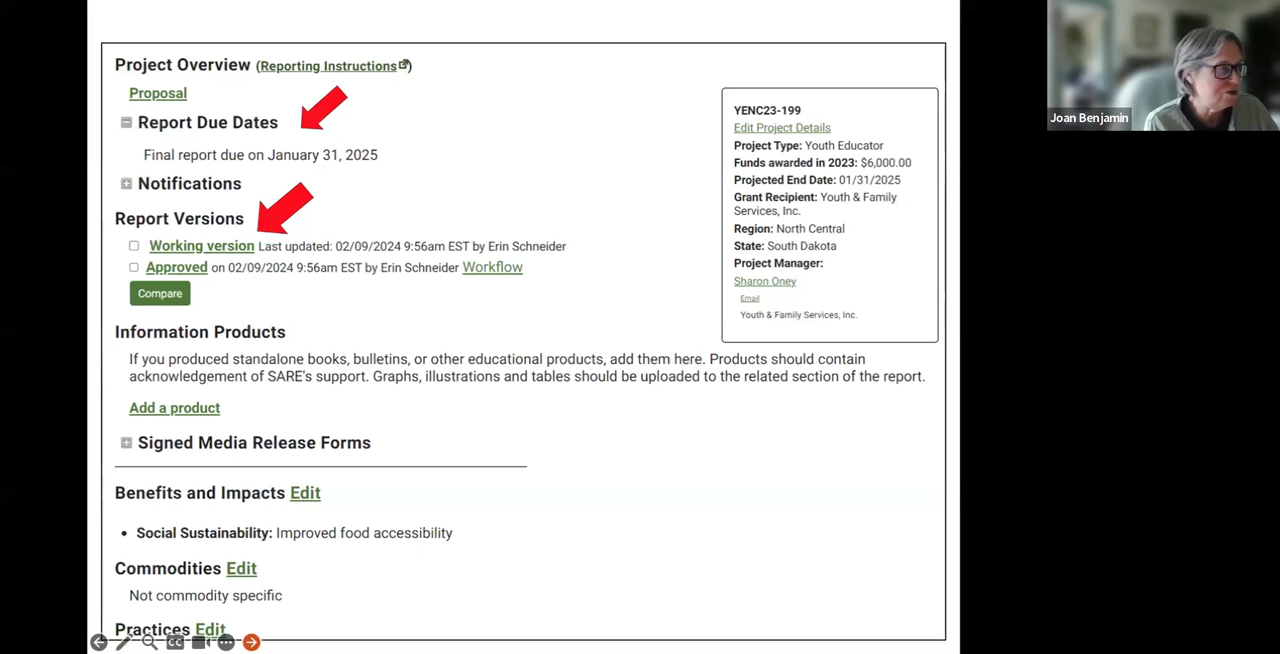 Project Overview (Reporting Instructions)
Proposal
Report Due Dates
Final report due on January 31, 2025
Notifications
Report Versions
Working version Last updated: 02/09/2024 9:56am EST by Erin Schneider
Approved on 02/09/2024 9:56am EST by Erin Schneider Workflow
Compare
Information Products
If you produced standalone books, bulletins, or other educational products, add them here. Products should contain
acknowledgement of SARE's support. Graphs, illustrations and tables should be uploaded to the related section of the report.
Add a product
Signed Media Release Forms
Benefits and Impacts Edit
• Social Sustainability: Improved food accessibility
Commodities Edit
Not commodity specific
Practices Edit
CC
YENC23-199
Edit Project Details
Project Type: Youth Educator
Funds awarded in 2023: $6,000.00
Projected End Date: 01/31/2025
Grant Recipient: Youth & Family
Services, Inc.
Region: North Central
State: South Dakota
Project Manager:
Sharon Oney
Email
Youth & Family Services, Inc.
Joan Benjamin